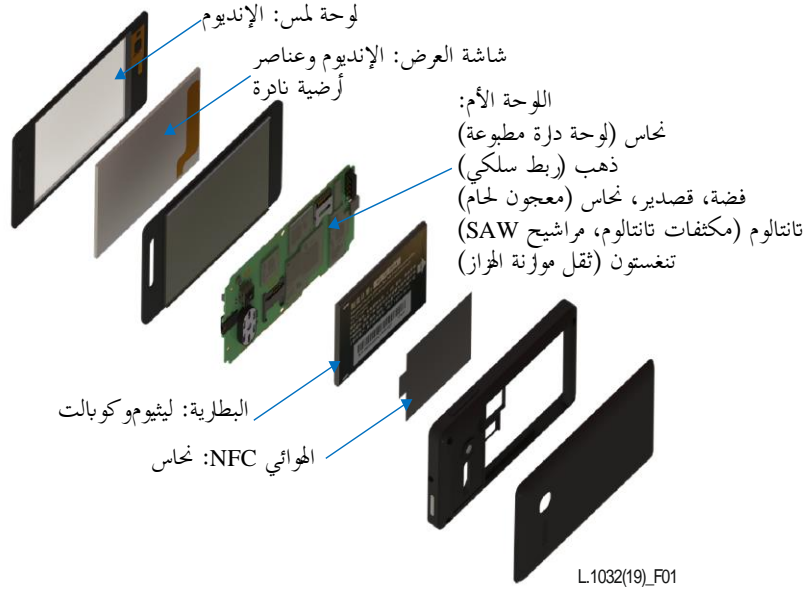 لوحة لمس: الإنديوم
شاشة العرض: الإنديوم وعناصر
أرضية نادرة
اللوحة الأم:
نحاس (لوحة دارة مطبوعة)
ذهب (ربط سلكي)
فضة، قصدير، نحاس (معجون لحام)
تانتالوم (مكثفات تانتالوم، مراشيح SAW)
تنغستون (ثقل موازنة الهزاز)
البطارية: ليثيوم وكوبالت
الهوائي NFC: نحاس
L.1032(19)_F01